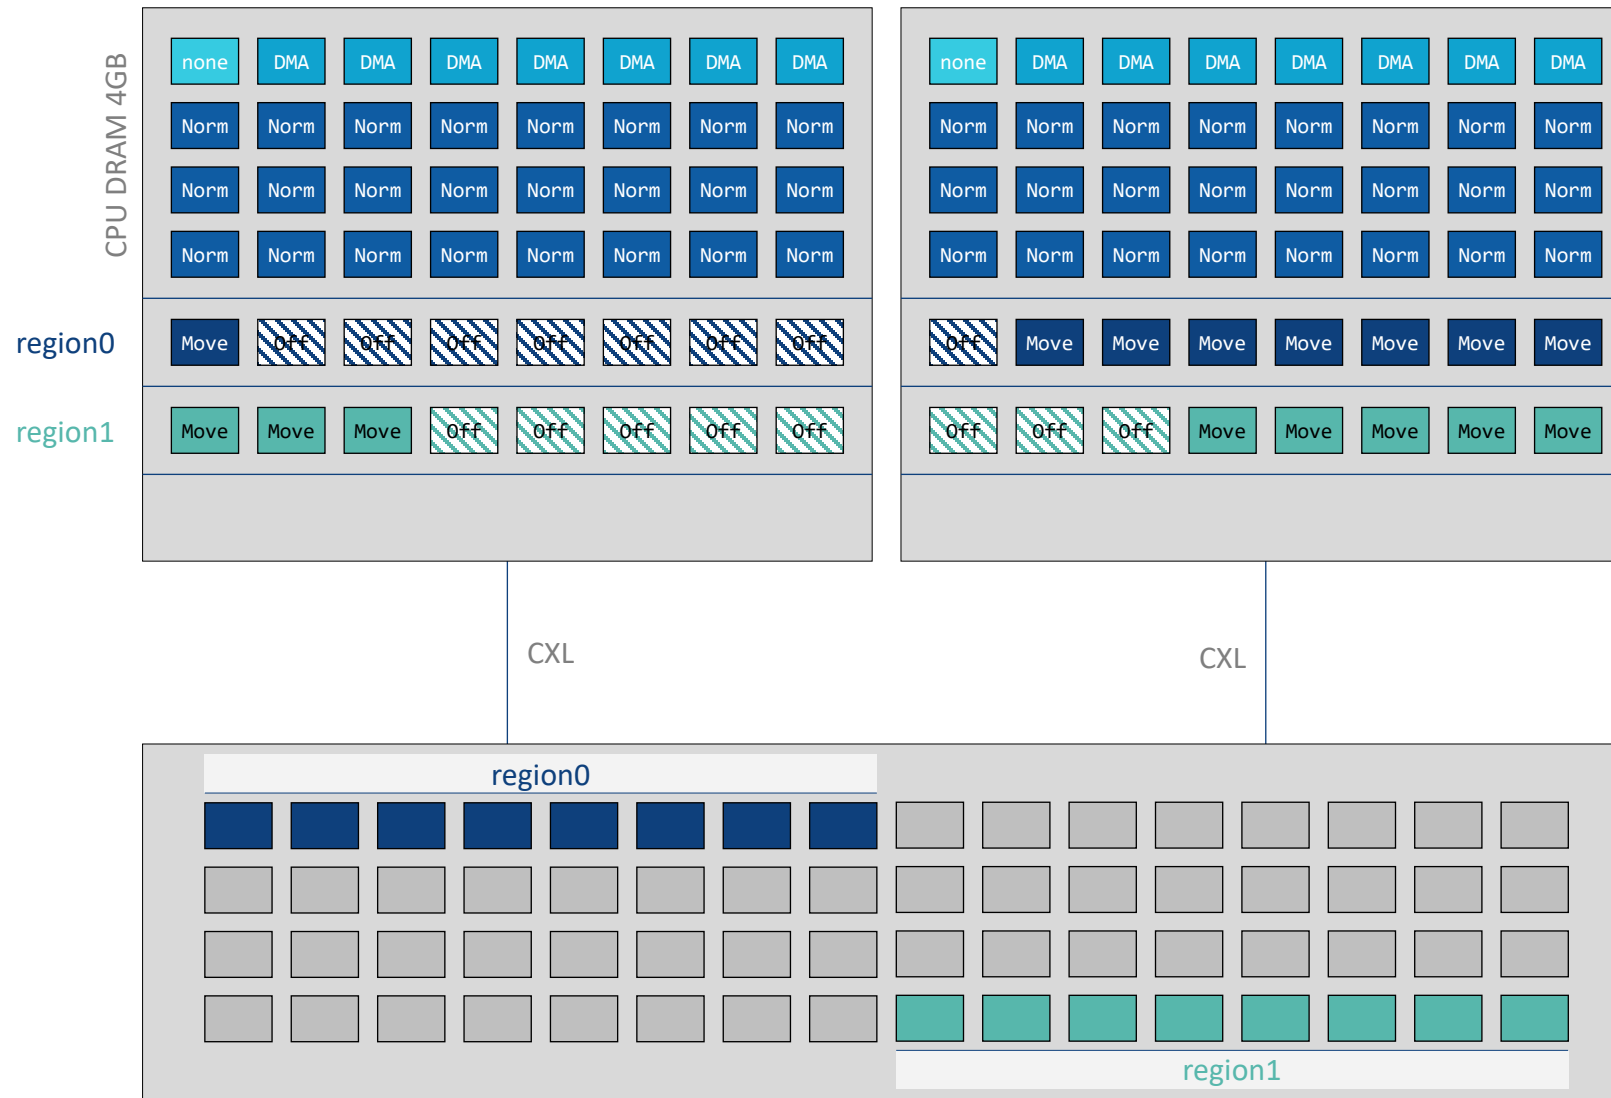 CPU DRAM 4GB
none DMA DMA DMA DMA DMA DMA DMA
Norm Norm Norm Norm Norm Norm Norm Norm
Norm Norm Norm Norm Norm Norm Norm Norm
Norm Norm Norm Norm Norm Norm Norm Norm
region0
Move Off Off Off Off Off Off Off
region1
Move Move Move Off Off Off Off Off
none DMA DMA DMA DMA DMA DMA DMA
Norm Norm Norm Norm Norm Norm Norm Norm
Norm Norm Norm Norm Norm Norm Norm Norm
Norm Norm Norm Norm Norm Norm Norm Norm
Off Move Move Move Move Move Move Move
Off Off Off Move Move Move Move Move
CXL
CXL
region0
region1